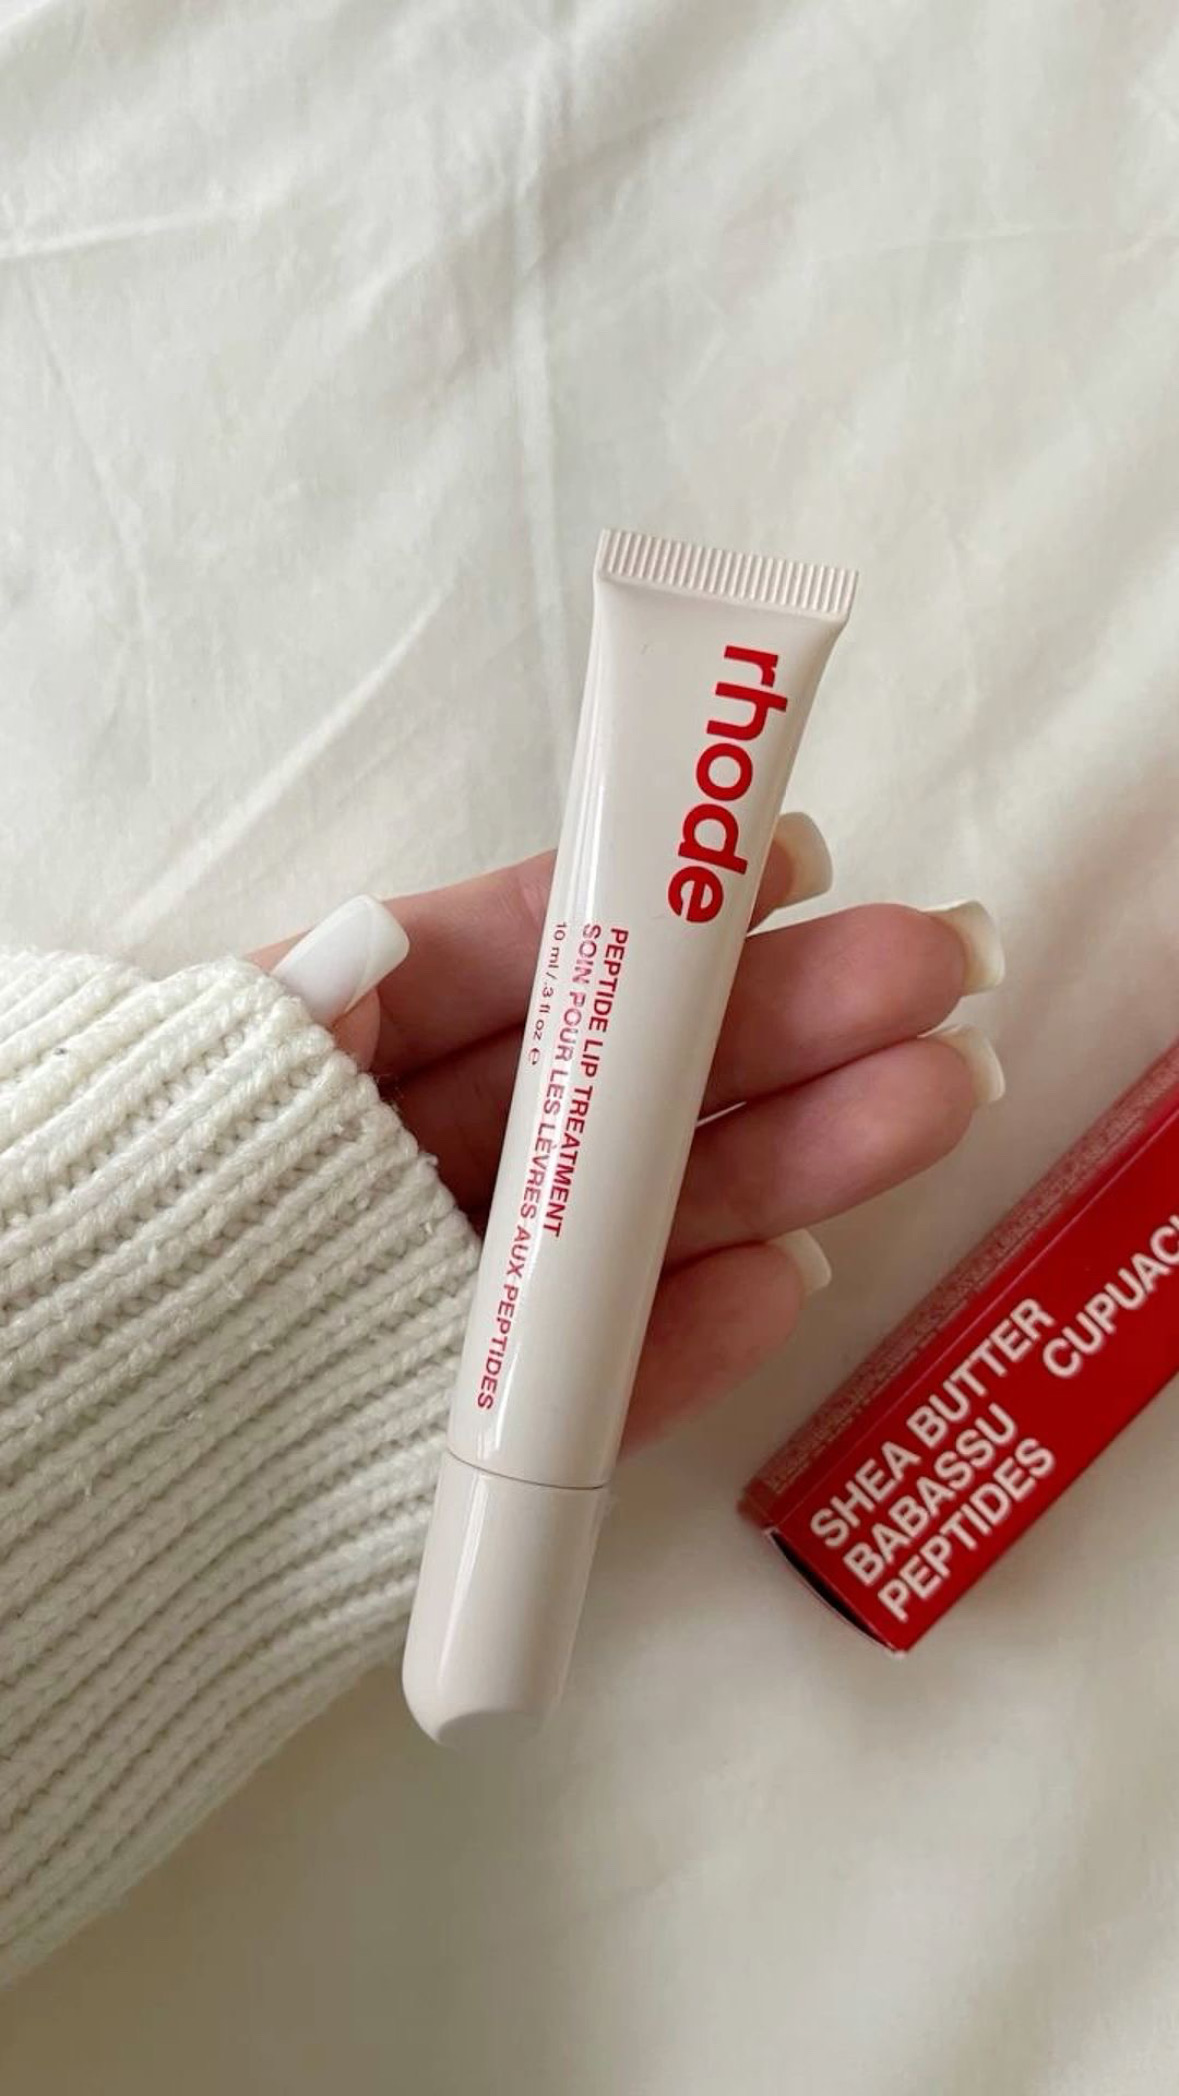 rhode
PEPTIDE LIP TREATMENT
SOIN POUR LES LÈVRES AUX PEPTIDES
10 ml / .3 fl oz e
SHEA BUTTER
BABASSU
PEPTIDES